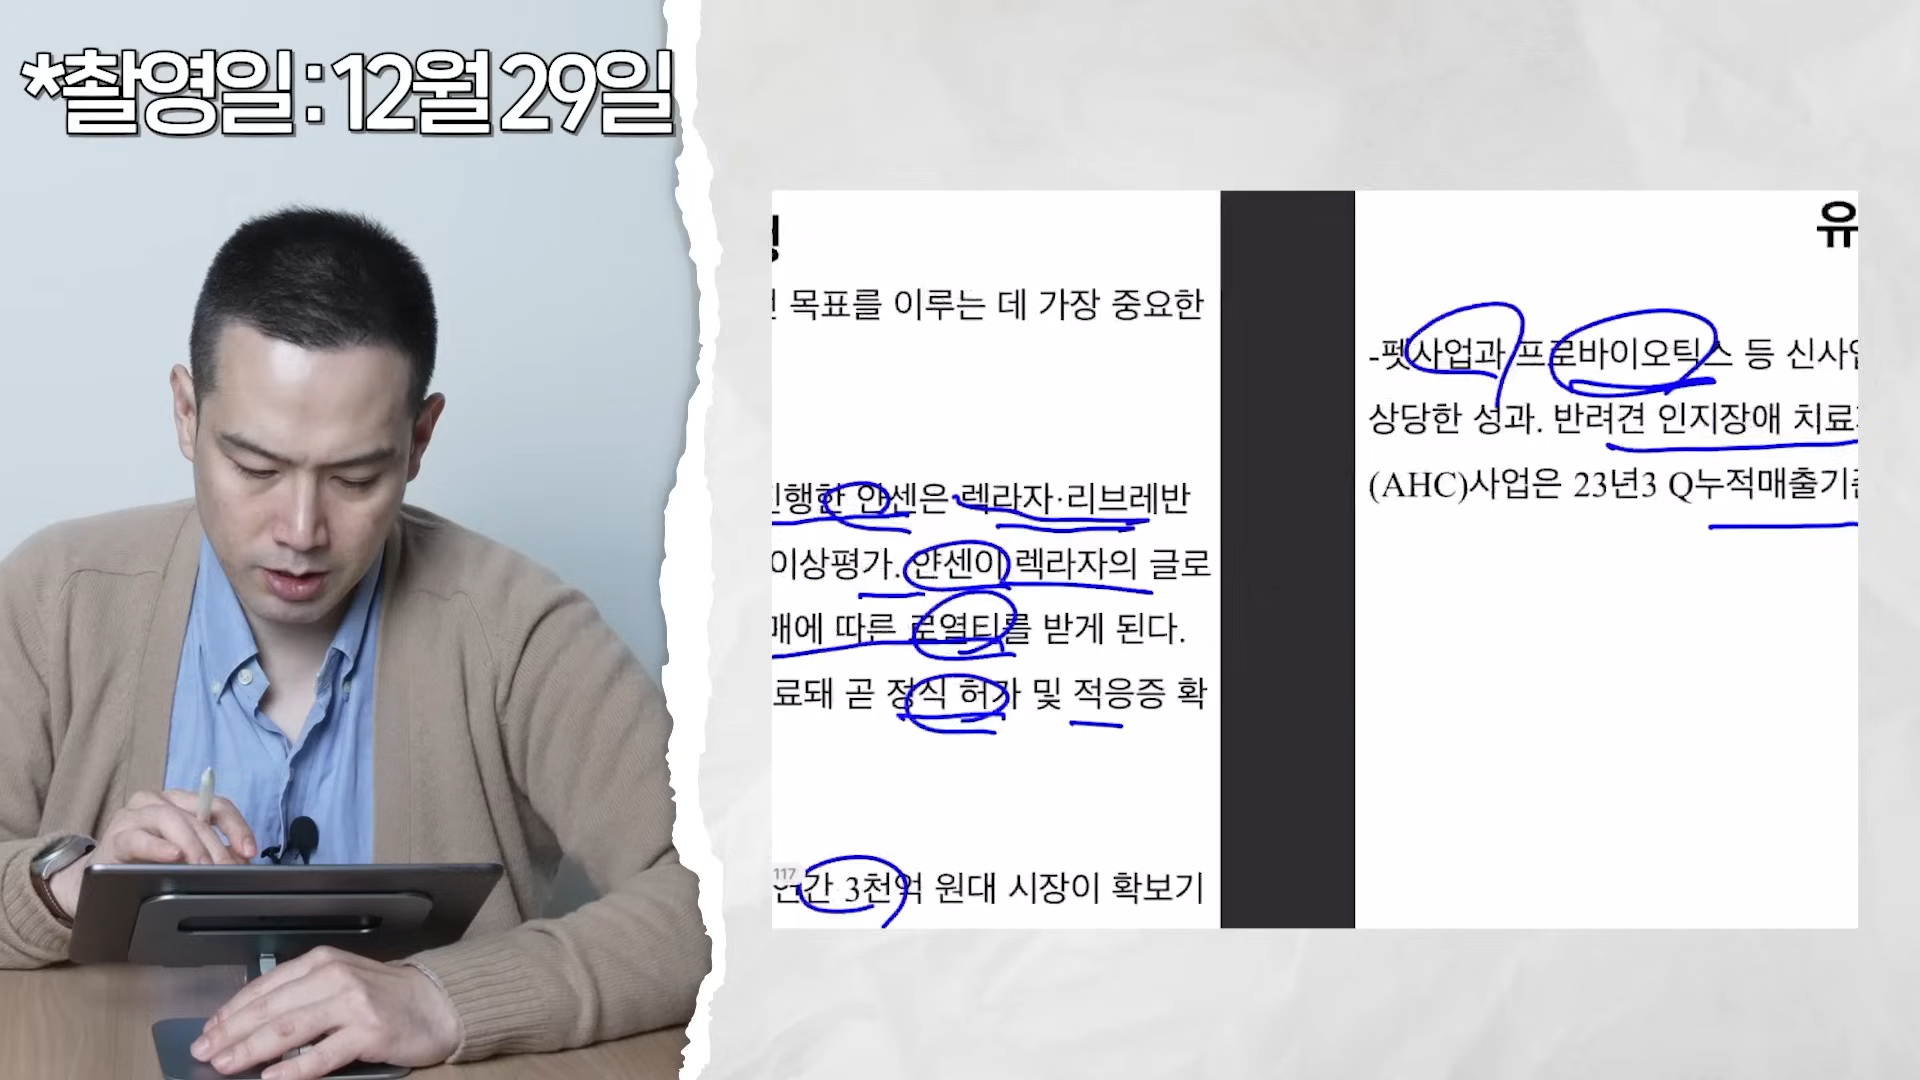 *촬영일 : 12월 29일
목표를 이루는 데 가장 중요한
진행한 얀센은 렉라자·리브레반
이상평가. 얀센이 렉라자의 글로
매에 따른 로열티를 받게 된다.
료돼 곧 정식 허가 및 적응증 확
117
연간 3천억 원대 시장이 확보기
유
-펫사업과 프로바이오틱스 등 신사업
상당한 성과. 반려견 인지장애 치료
(AHC)사업은 23년3 Q누적매출기